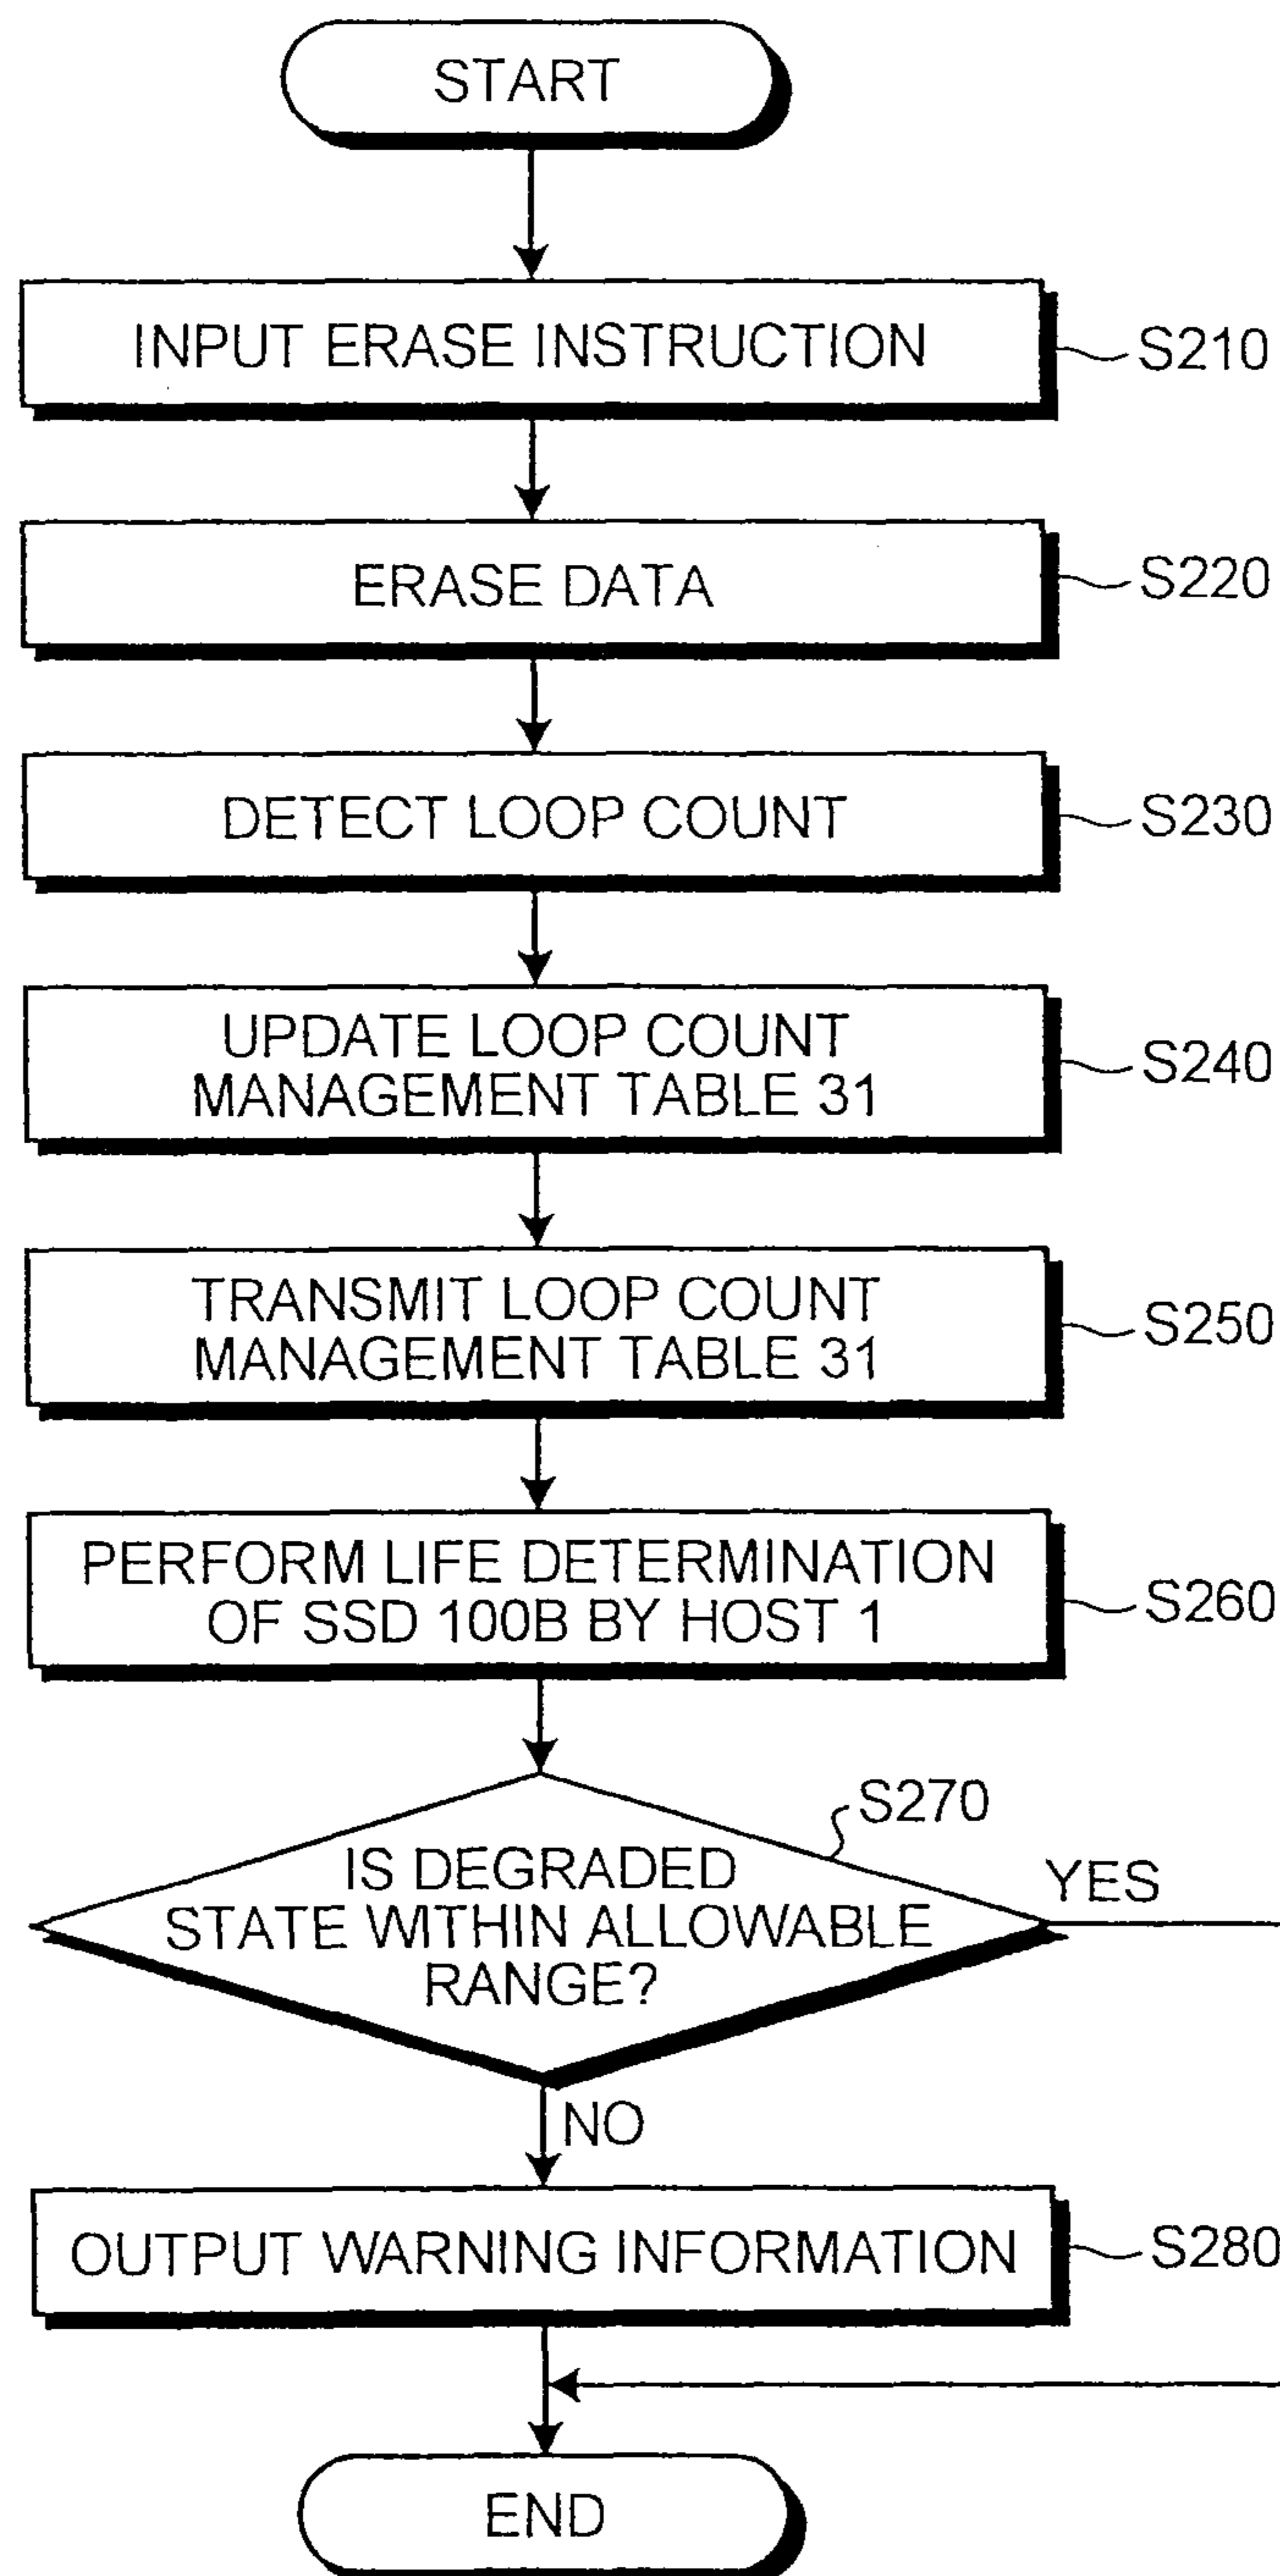 START
INPUT ERASE INSTRUCTION
S210
ERASE DATA
S220
DETECT LOOP COUNT
S230
UPDATE LOOP COUNT
MANAGEMENT TABLE 31
S240
TRANSMIT LOOP COUNT
MANAGEMENT TABLE 31
S250
PERFORM LIFE DETERMINATION
OF SSD 100B BY HOST 1
S260
S270
IS DEGRADED
STATE WITHIN ALLOWABLE
RANGE?
YES
NO
OUTPUT WARNING INFORMATION
S280
END